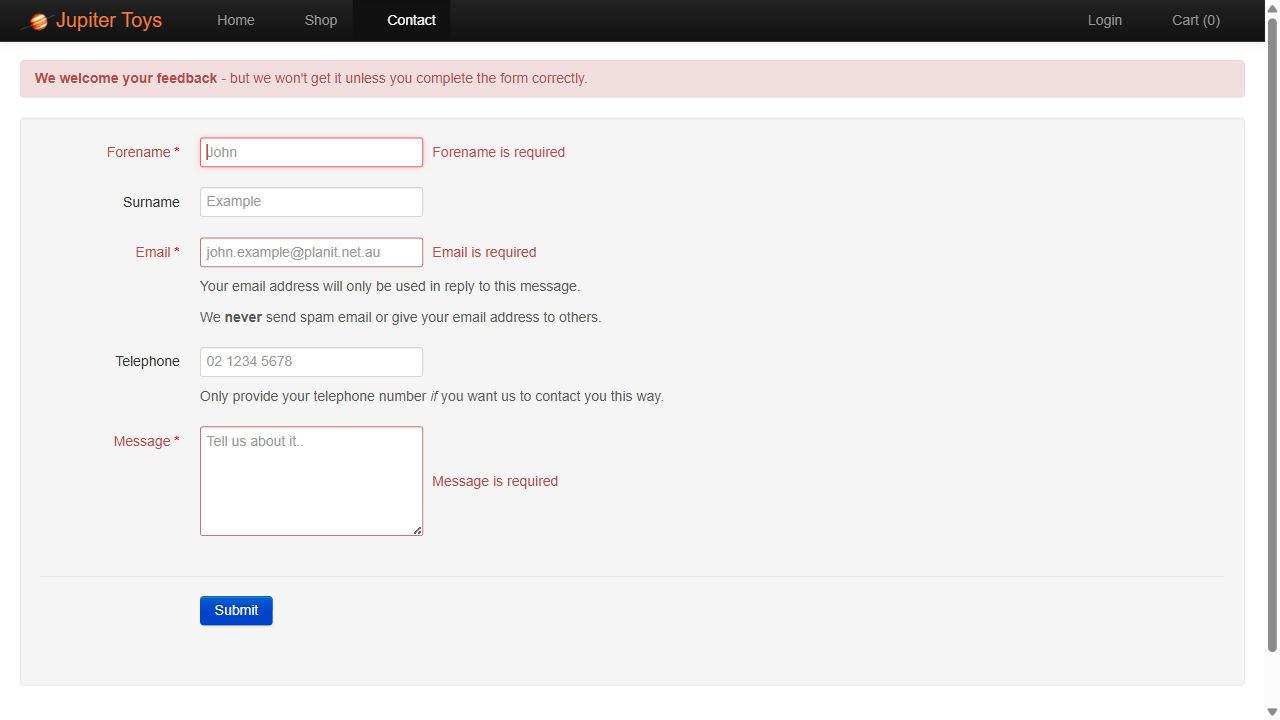 Jupiter Toys Home Shop Contact Login Cart (0)
We welcome your feedback - but we won't get it unless you complete the form correctly.
Forename * John Forename is required
Surname Example
Email * john.example@planit.net.au Email is required
Your email address will only be used in reply to this message.
We never send spam email or give your email address to others.
Telephone 02 1234 5678
Only provide your telephone number if you want us to contact you this way.
Message * Tell us about it..
Message is required
Submit